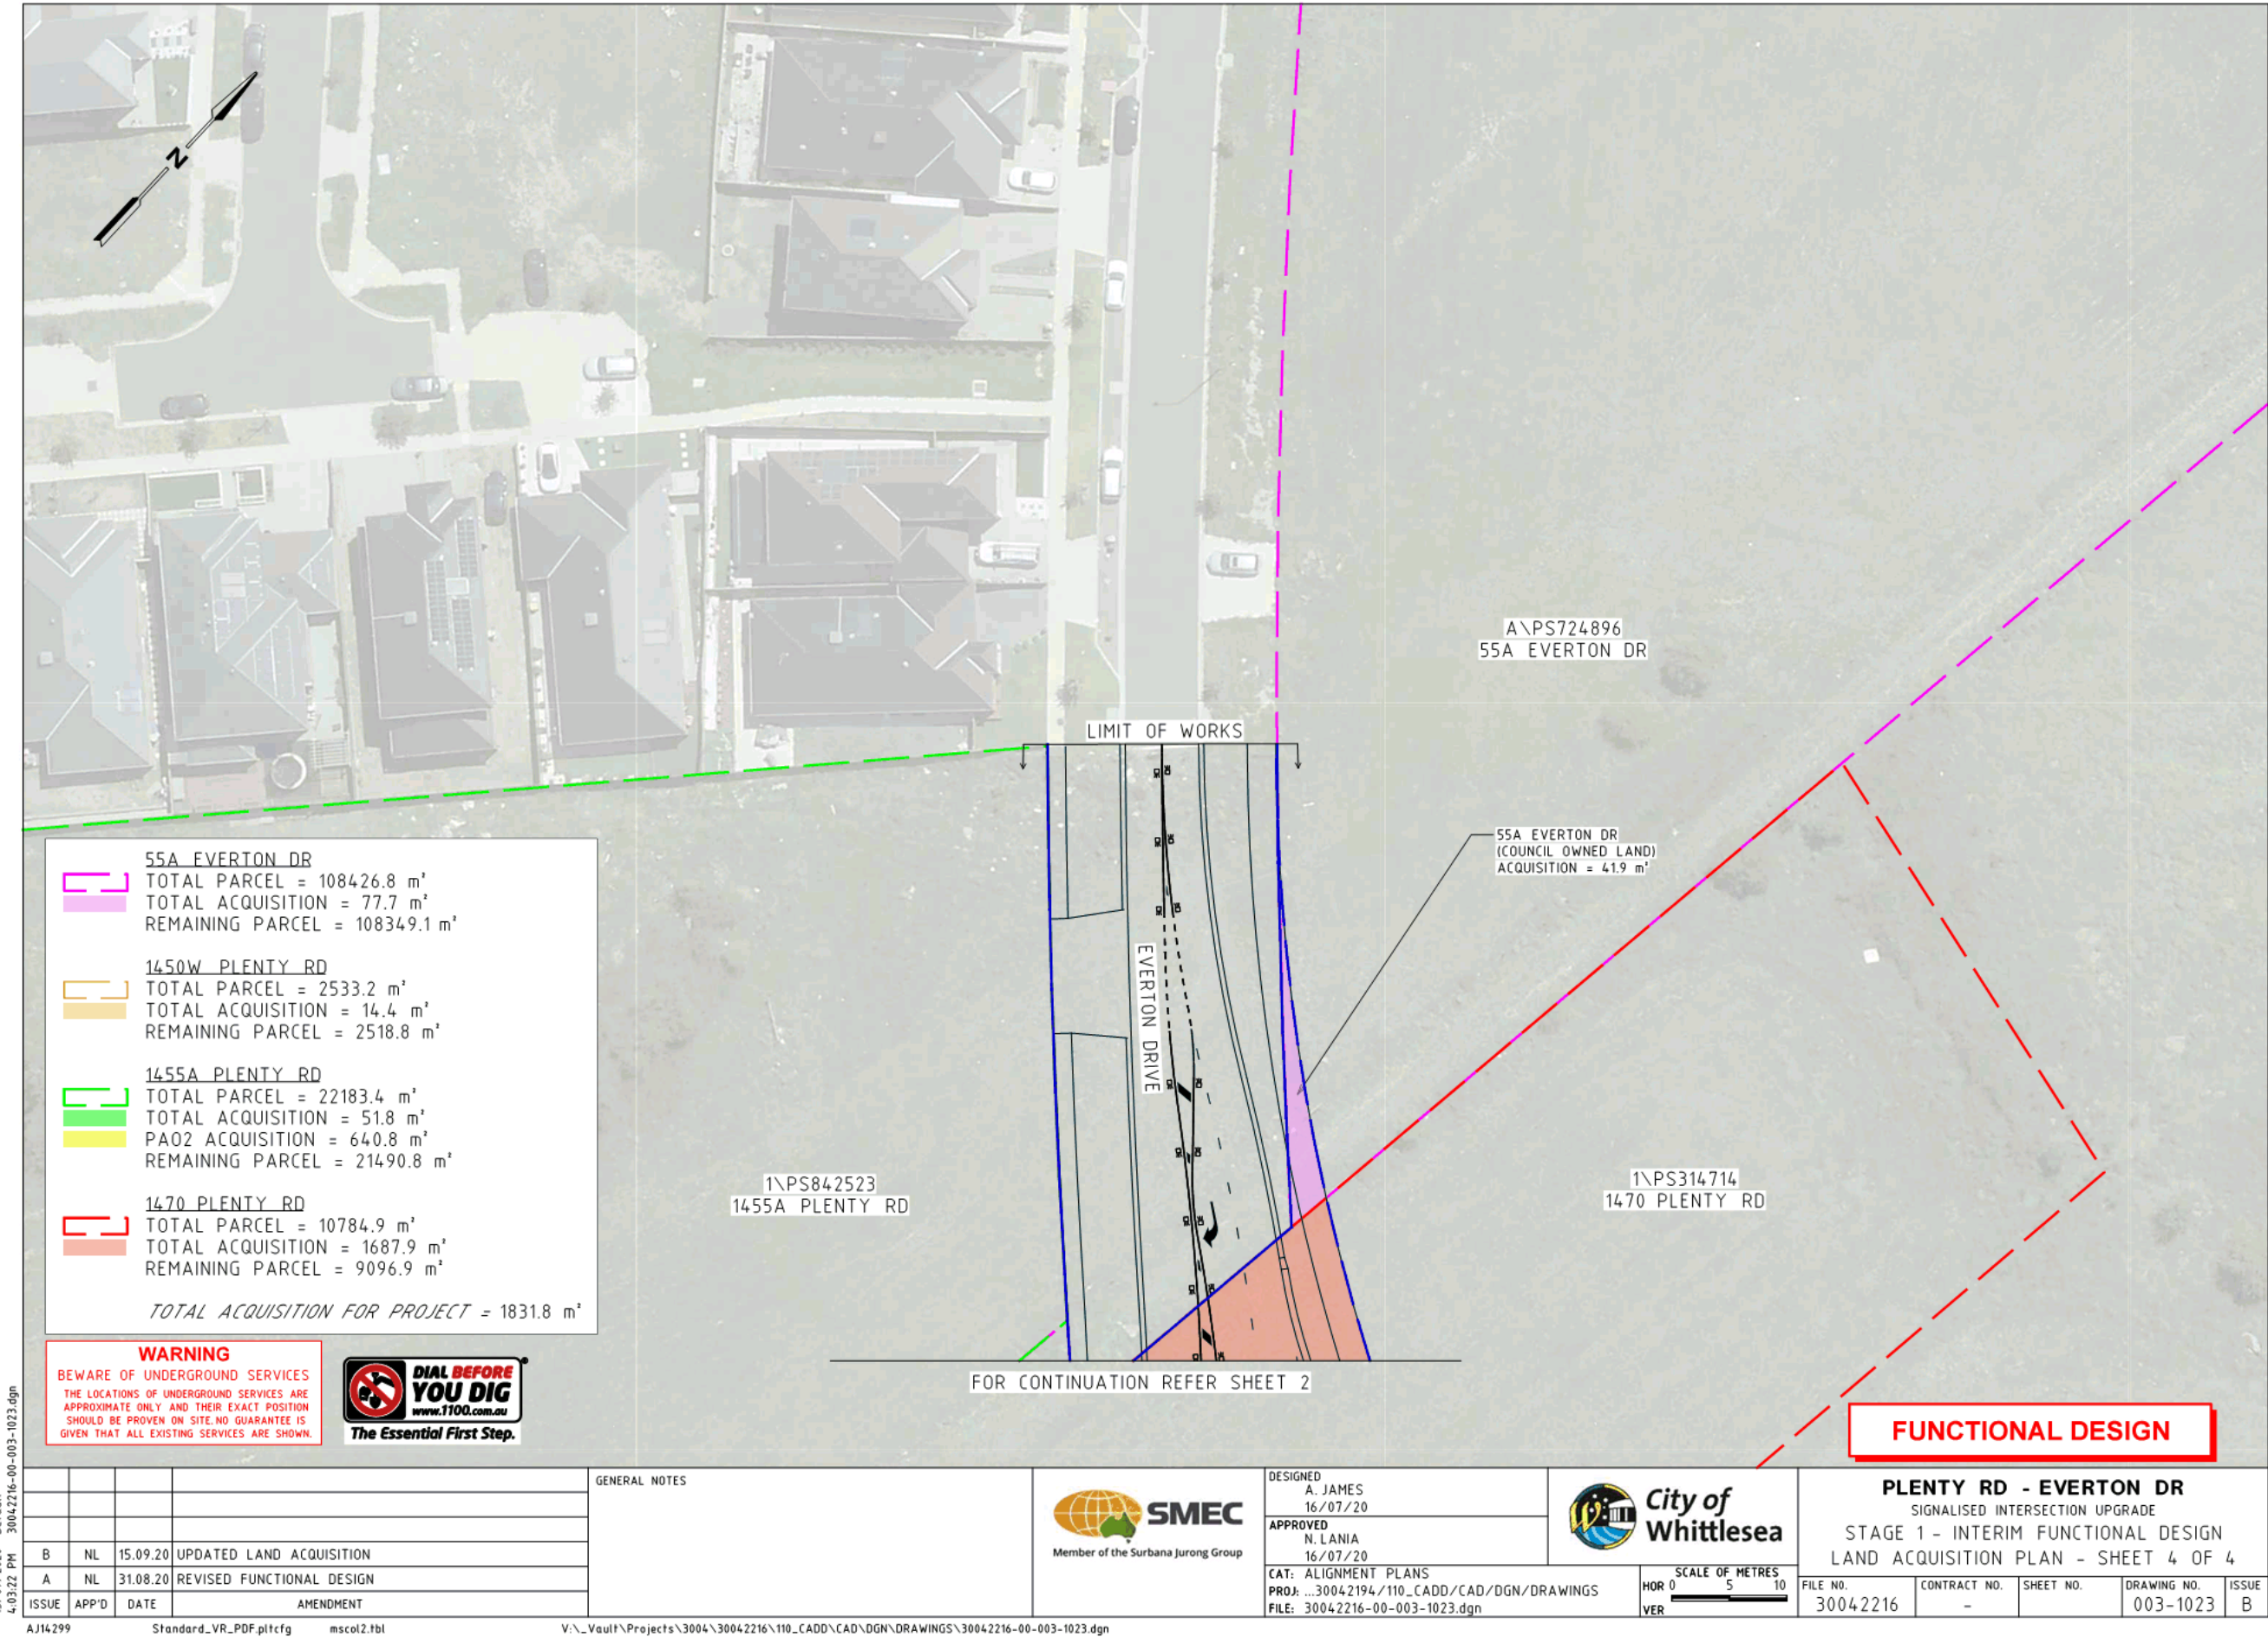 N
A\PS724896
55A EVERTON DR
LIMIT OF WORKS
55A EVERTON DR
(COUNCIL OWNED LAND)
ACQUISITION = 41.9 m²
EVERTON DRIVE
1\PS842523
1455A PLENTY RD
1\PS314714
1470 PLENTY RD
FOR CONTINUATION REFER SHEET 2
55A EVERTON DR
TOTAL PARCEL = 108426.8 m²
TOTAL ACQUISITION = 77.7 m²
REMAINING PARCEL = 108349.1 m²
1450W PLENTY RD
TOTAL PARCEL = 2533.2 m²
TOTAL ACQUISITION = 14.4 m²
REMAINING PARCEL = 2518.8 m²
1455A PLENTY RD
TOTAL PARCEL = 22183.4 m²
TOTAL ACQUISITION = 51.8 m²
PAO2 ACQUISITION = 640.8 m²
REMAINING PARCEL = 21490.8 m²
1470 PLENTY RD
TOTAL PARCEL = 10784.9 m²
TOTAL ACQUISITION = 1687.9 m²
REMAINING PARCEL = 9096.9 m²
TOTAL ACQUISITION FOR PROJECT = 1831.8 m²
WARNING
BEWARE OF UNDERGROUND SERVICES
THE LOCATIONS OF UNDERGROUND SERVICES ARE
APPROXIMATE ONLY AND THEIR EXACT POSITION
SHOULD BE PROVEN ON SITE. NO GUARANTEE IS
GIVEN THAT ALL EXISTING SERVICES ARE SHOWN.
DIAL BEFORE
YOU DIG
www.1100.com.au
The Essential First Step.
FUNCTIONAL DESIGN
B NL 15.09.20 UPDATED LAND ACQUISITION
A NL 31.08.20 REVISED FUNCTIONAL DESIGN
ISSUE APP'D DATE AMENDMENT
GENERAL NOTES
SMEC
Member of the Surbana Jurong Group
DESIGNED
A. JAMES
16/07/20
APPROVED
N. LANIA
16/07/20
CAT: ALIGNMENT PLANS
PROJ: ...30042194/110_CADD/CAD/DGN/DRAWINGS
FILE: 30042216-00-003-1023.dgn
City of
Whittlesea
SCALE OF METRES
HOR 0 5 10
VER
PLENTY RD - EVERTON DR
SIGNALISED INTERSECTION UPGRADE
STAGE 1 - INTERIM FUNCTIONAL DESIGN
LAND ACQUISITION PLAN - SHEET 4 OF 4
FILE NO. CONTRACT NO. SHEET NO. DRAWING NO. ISSUE
30042216 - 003-1023 B
4:03:22 PM 30042216-00-003-1023.dgn
AJ14299 Standard_VR_PDF.pltcfg mscol2.tbl V:\_Vault\Projects\3004\30042216\110_CADD\CAD\DGN\DRAWINGS\30042216-00-003-1023.dgn